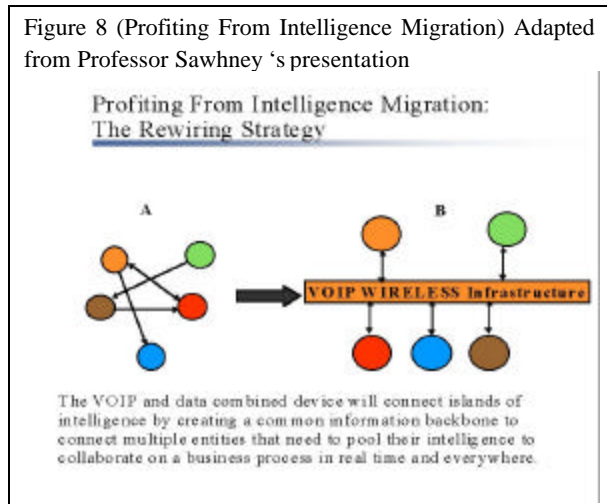 Figure 8 (Profiting From Intelligence Migration) Adapted
from Professor Sawhney ‘s presentation
Profiting From Intelligence Migration:
The Rewiring Strategy
A
B
VOIP WIRELESS Infrastructure
The VOIP and data combined device will connect islands of
intelligence by creating a common information backbone to
connect multiple entities that need to pool their intelligence to
collaborate on a business process in real time and everywhere.